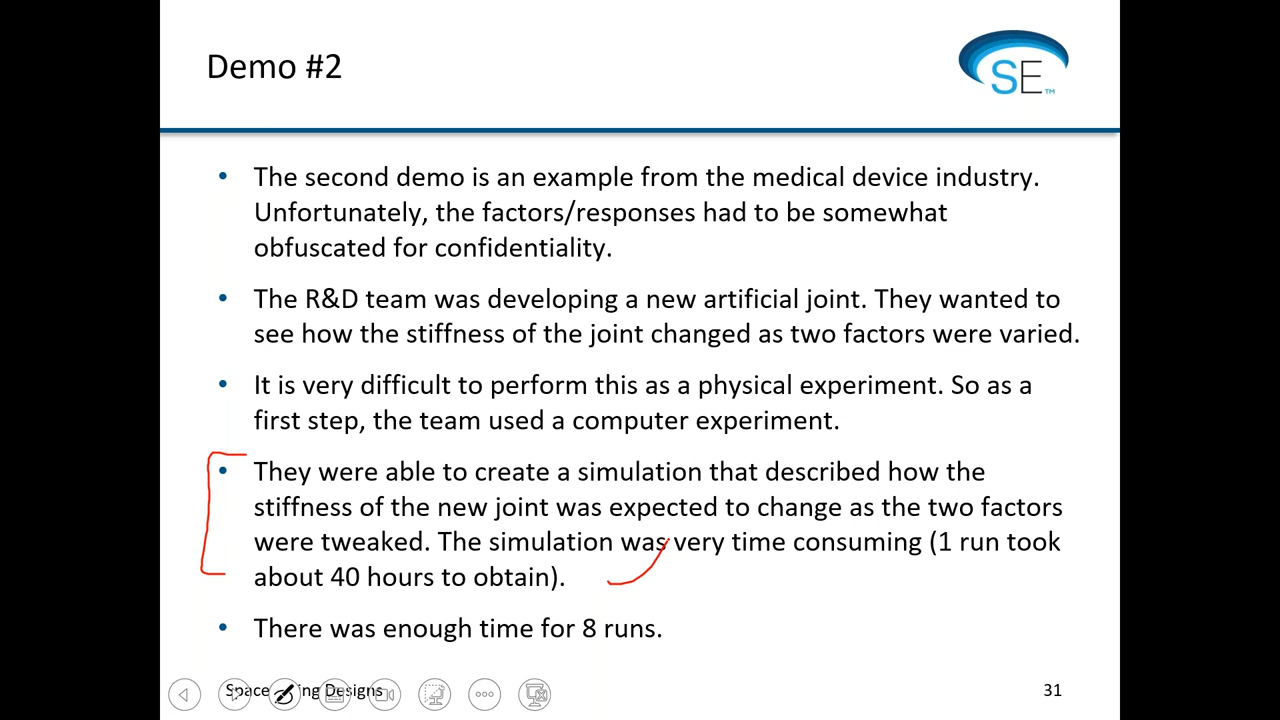 Demo #2
SE™
• The second demo is an example from the medical device industry.
Unfortunately, the factors/responses had to be somewhat
obfuscated for confidentiality.
• The R&D team was developing a new artificial joint. They wanted to
see how the stiffness of the joint changed as two factors were varied.
• It is very difficult to perform this as a physical experiment. So as a
first step, the team used a computer experiment.
• They were able to create a simulation that described how the
stiffness of the new joint was expected to change as the two factors
were tweaked. The simulation was very time consuming (1 run took
about 40 hours to obtain).
• There was enough time for 8 runs.
Space Designs
31